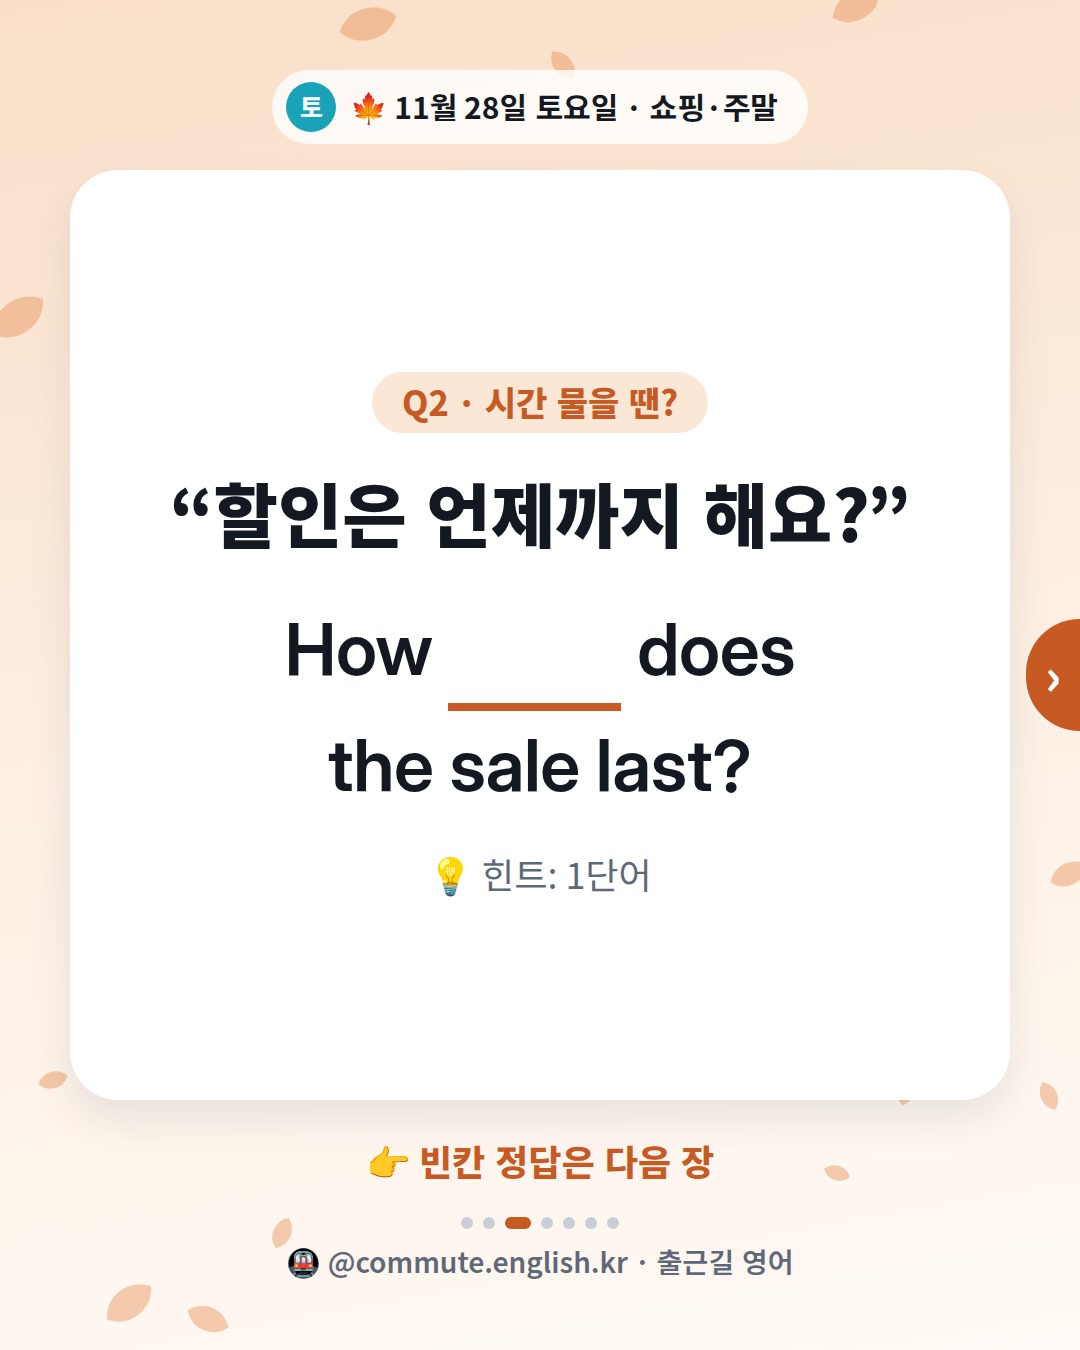 토 🍁 11월 28일 토요일 · 쇼핑·주말
Q2 · 시간 물을 땐?
“할인은 언제까지 해요?”
How ____ does
the sale last?
💡 힌트: 1단어
›
👉 빈칸 정답은 다음 장
🚇 @commute.english.kr · 출근길 영어